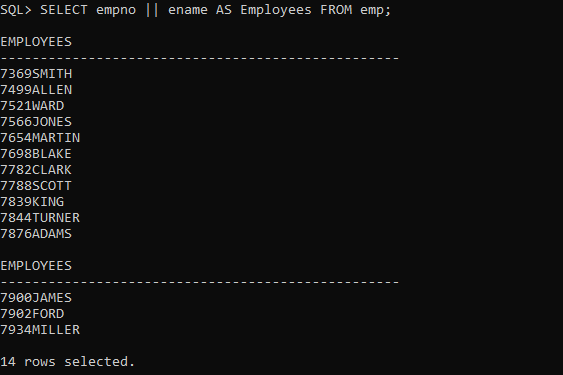 SQL> SELECT empno || ename AS Employees FROM emp;
EMPLOYEES
--------------------------------------------------
7369SMITH
7499ALLEN
7521WARD
7566JONES
7654MARTIN
7698BLAKE
7782CLARK
7788SCOTT
7839KING
7844TURNER
7876ADAMS
EMPLOYEES
--------------------------------------------------
7900JAMES
7902FORD
7934MILLER
14 rows selected.